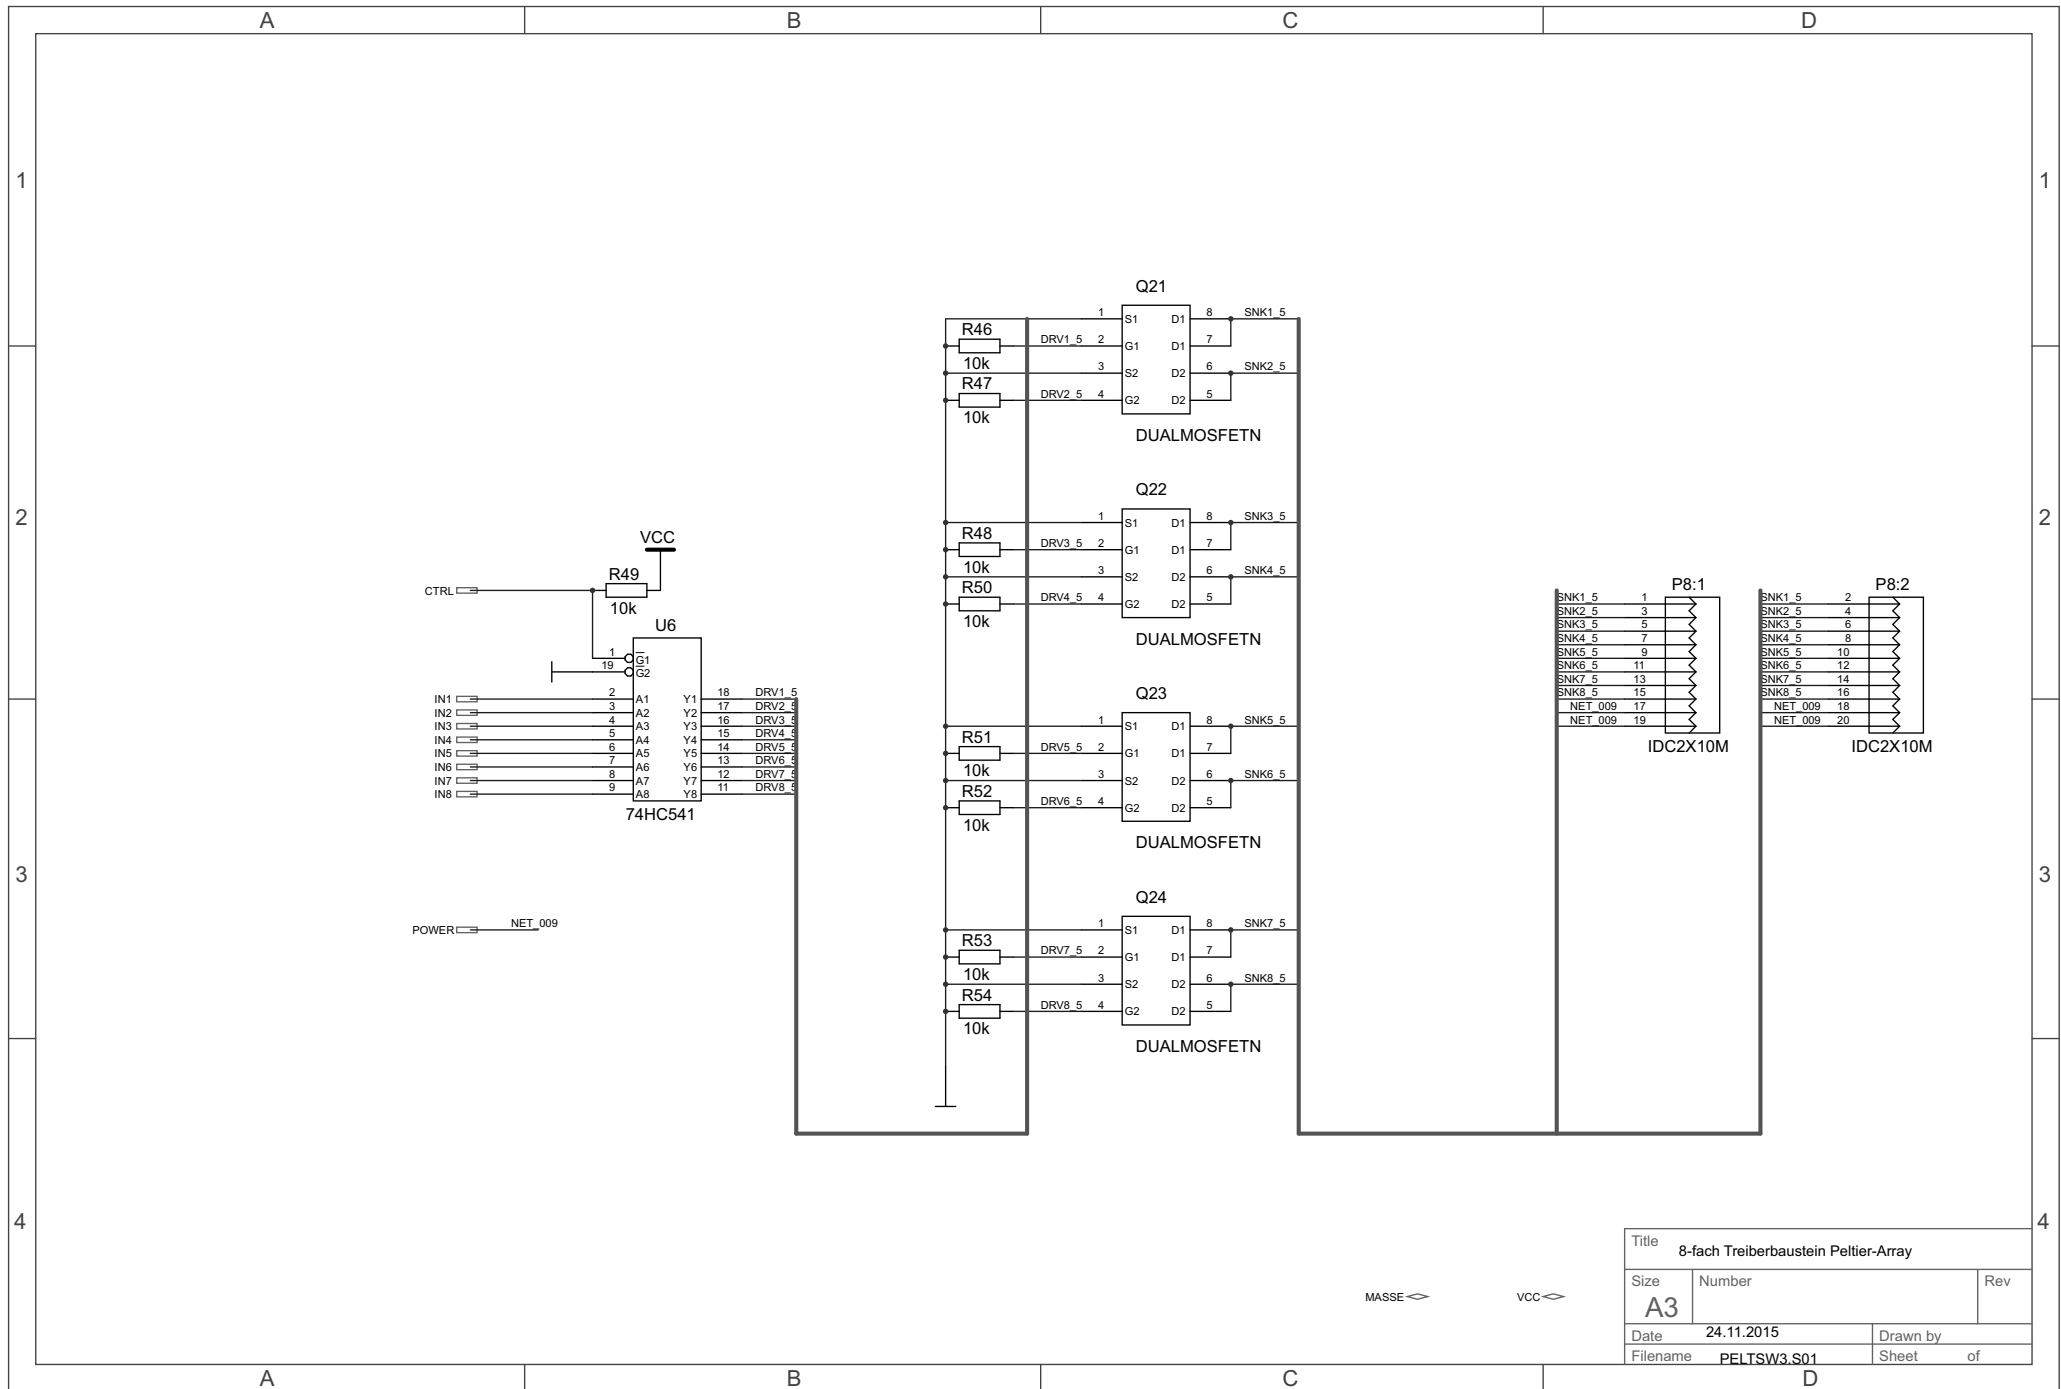 A B C D
1 1
Q21
1 S1 D1 8 SNK1_5
R46 DRV1_5 2 G1 D1 7
10k 3 S2 D2 6 SNK2_5
R47 DRV2_5 4 G2 D2 5
10k
DUALMOSFETN
Q22
2 2
1 S1 D1 8 SNK3_5
R48 DRV3_5 2 G1 D1 7
10k 3 S2 D2 6 SNK4_5
R50 DRV4_5 4 G2 D2 5
10k
DUALMOSFETN
VCC
CTRL R49
10k
U6
1 G1
19 G2
IN1 2 A1 Y1 18 DRV1_5
IN2 3 A2 Y2 17 DRV2_5
IN3 4 A3 Y3 16 DRV3_5
IN4 5 A4 Y4 15 DRV4_5
IN5 6 A5 Y5 14 DRV5_5
IN6 7 A6 Y6 13 DRV6_5
IN7 8 A7 Y7 12 DRV7_5
IN8 9 A8 Y8 11 DRV8_5
74HC541
P8:1
SNK1_5 1
SNK2_5 3
SNK3_5 5
SNK4_5 7
SNK5_5 9
SNK6_5 11
SNK7_5 13
SNK8_5 15
NET_009 17
NET_009 19
IDC2X10M
P8:2
SNK1_5 2
SNK2_5 4
SNK3_5 6
SNK4_5 8
SNK5_5 10
SNK6_5 12
SNK7_5 14
SNK8_5 16
NET_009 18
NET_009 20
IDC2X10M
Q23
1 S1 D1 8 SNK5_5
R51 DRV5_5 2 G1 D1 7
10k 3 S2 D2 6 SNK6_5
R52 DRV6_5 4 G2 D2 5
10k
DUALMOSFETN
3 3
Q24
POWER NET_009
1 S1 D1 8 SNK7_5
R53 DRV7_5 2 G1 D1 7
10k 3 S2 D2 6 SNK8_5
R54 DRV8_5 4 G2 D2 5
10k
DUALMOSFETN
4 4
MASSE VCC
Title 8-fach Treiberbaustein Peltier-Array
Size Number Rev
A3
Date 24.11.2015 Drawn by
Filename PELTSW3.S01 Sheet of
A B C D